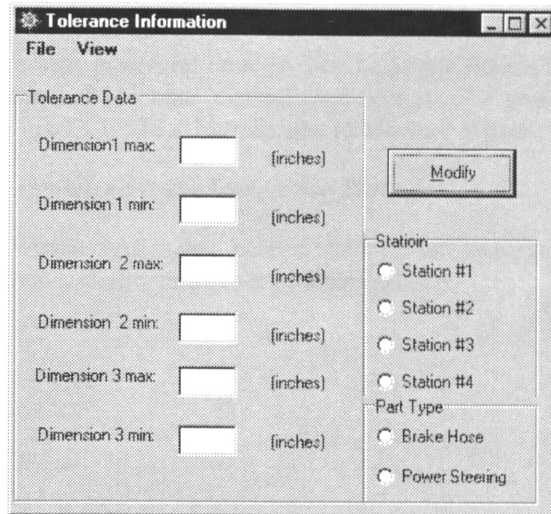 Tolerance Information
File View
Tolerance Data
Dimension1 max: (inches)
Dimension 1 min: (inches)
Dimension 2 max: (inches)
Dimension 2 min: (inches)
Dimension 3 max: (inches)
Dimension 3 min: (inches)
Modify
Statioin
Station #1
Station #2
Station #3
Station #4
Part Type
Brake Hose
Power Steering